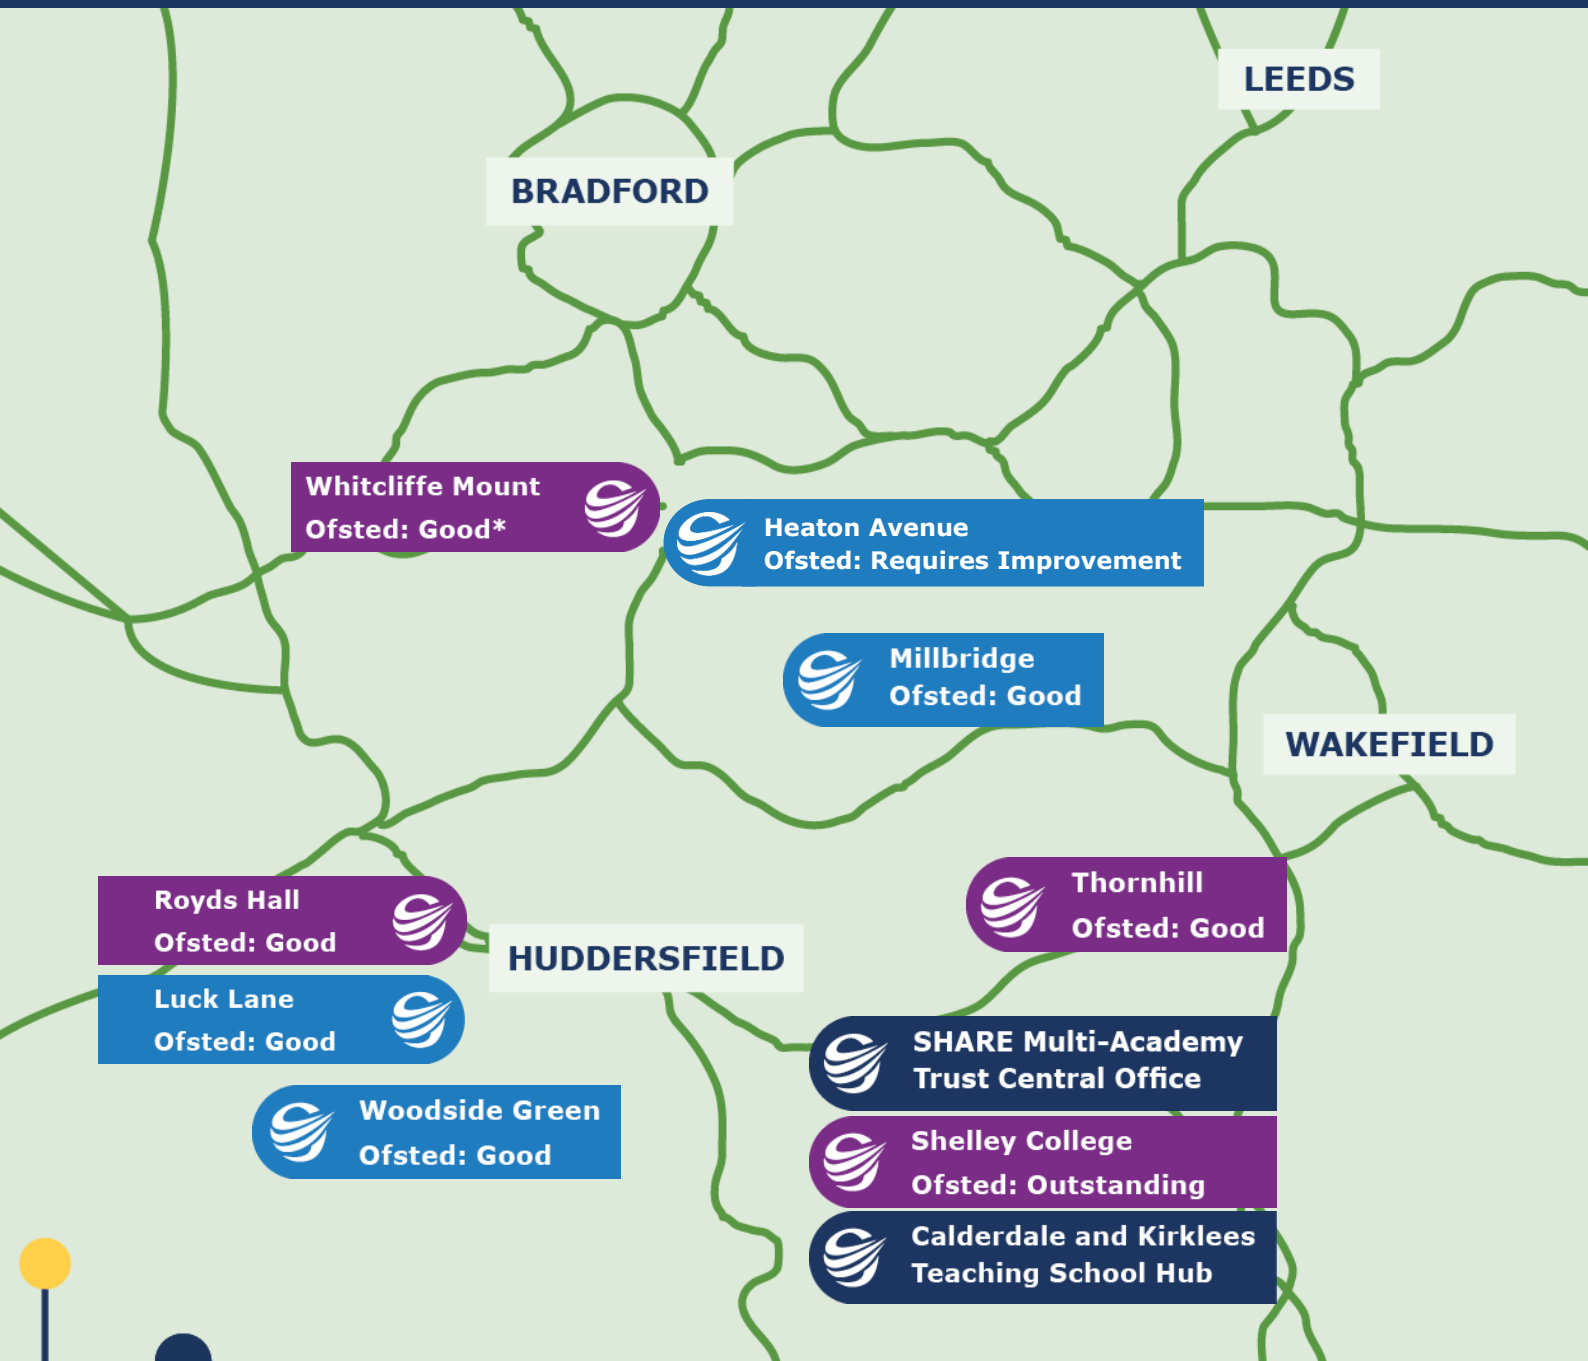 LEEDS
BRADFORD
Whitcliffe Mount
Ofsted: Good*
Heaton Avenue
Ofsted: Requires Improvement
Millbridge
Ofsted: Good
WAKEFIELD
Royds Hall
Ofsted: Good
Thornhill
Ofsted: Good
HUDDERSFIELD
Luck Lane
Ofsted: Good
SHARE Multi-Academy
Trust Central Office
Woodside Green
Ofsted: Good
Shelley College
Ofsted: Outstanding
Calderdale and Kirklees
Teaching School Hub